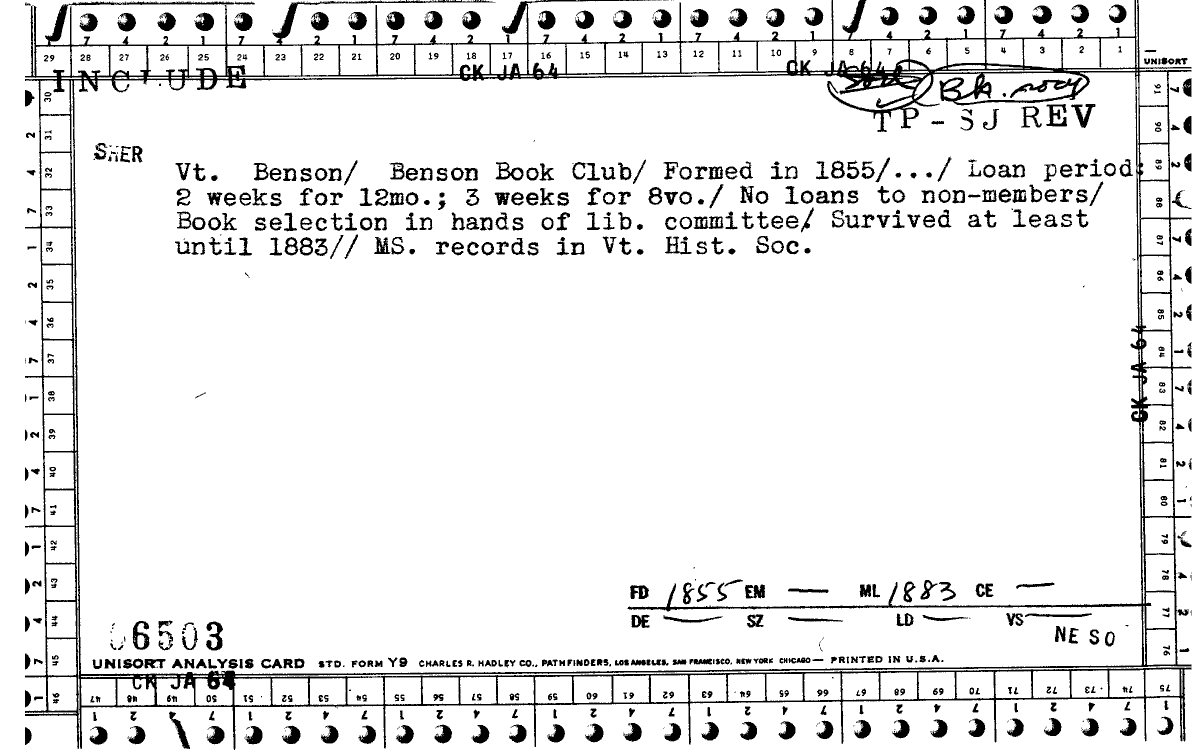 7 4 2 1 7 4 2 1 7 4 2 1 7 4 2 1 7 4 2 1 7 4 2 1 7 4 2 1
29 28 27 26 25 24 23 22 21 20 19 18 17 16 15 14 13 12 11 10 9 8 7 6 5 4 3 2 1
UNISORT
INCLUDE CK JA 64 CK JA 64
Bk. socy
TP-SJ REV
SHER
Vt. Benson/ Benson Book Club/ Formed in 1855/.../ Loan period:
2 weeks for 12mo.; 3 weeks for 8vo./ No loans to non-members/
Book selection in hands of lib. committee/ Survived at least
until 1883// MS. records in Vt. Hist. Soc.
30 31 32 33 34 35 36 37 38 39 40 41 42 43 44 45 46
91 90 89 88 87 86 85 84 83 82 81 80 79 78 77 76
CK JA 64
FD 1855 EM — ML 1883 CE —
DE — SZ — LD — VS —
NE SO
06503
UNISORT ANALYSIS CARD STD. FORM Y9 CHARLES R. HADLEY CO., PATHFINDERS, LOS ANGELES, SAN FRANCISCO, NEW YORK CHICAGO — PRINTED IN U.S.A.
CK JA 64
47 48 49 50 51 52 53 54 55 56 57 58 59 60 61 62 63 64 65 66 67 68 69 70 71 72 73 74 75